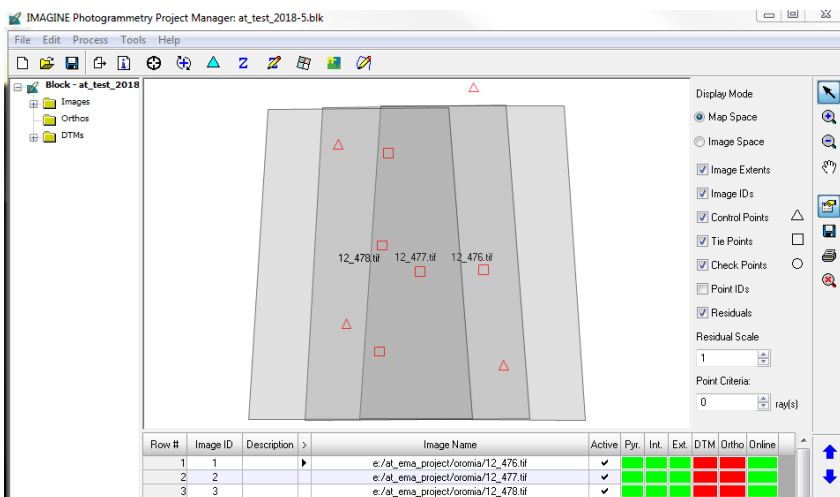 IMAGINE Photogrammetry Project Manager: at_test_2018-5.blk
File Edit Process Tools Help
Z Z
Block - at_test_2018
Images
Orthos
DTMs
12_478.tif 12_477.tif 12_476.tif
Display Mode
Map Space
Image Space
Image Extents
Image IDs
Control Points
Tie Points
Check Points
Point IDs
Residuals
Residual Scale
1
Point Criteria:
0 ray(s)
Row # Image ID Description > Image Name Active Pyr. Int. Ext. DTM Ortho Online
1 1 e:/at_ema_project/oromia/12_476.tif
2 2 e:/at_ema_project/oromia/12_477.tif
3 3 e:/at_ema_project/oromia/12_478.tif